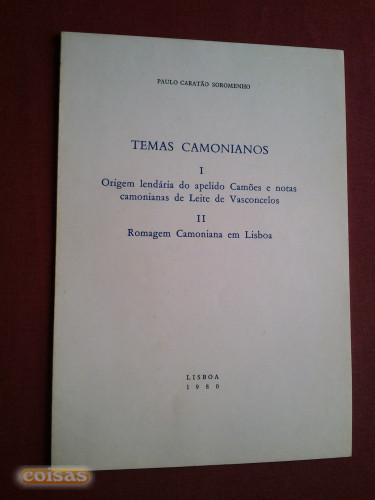 PAULO CARATÃO SOROMENHO
TEMAS CAMONIANOS
I
Origem lendária do apelido Camões e notas
camonianas de Leite de Vasconcelos
II
Romagem Camoniana em Lisboa
LISBOA
1980
coisas